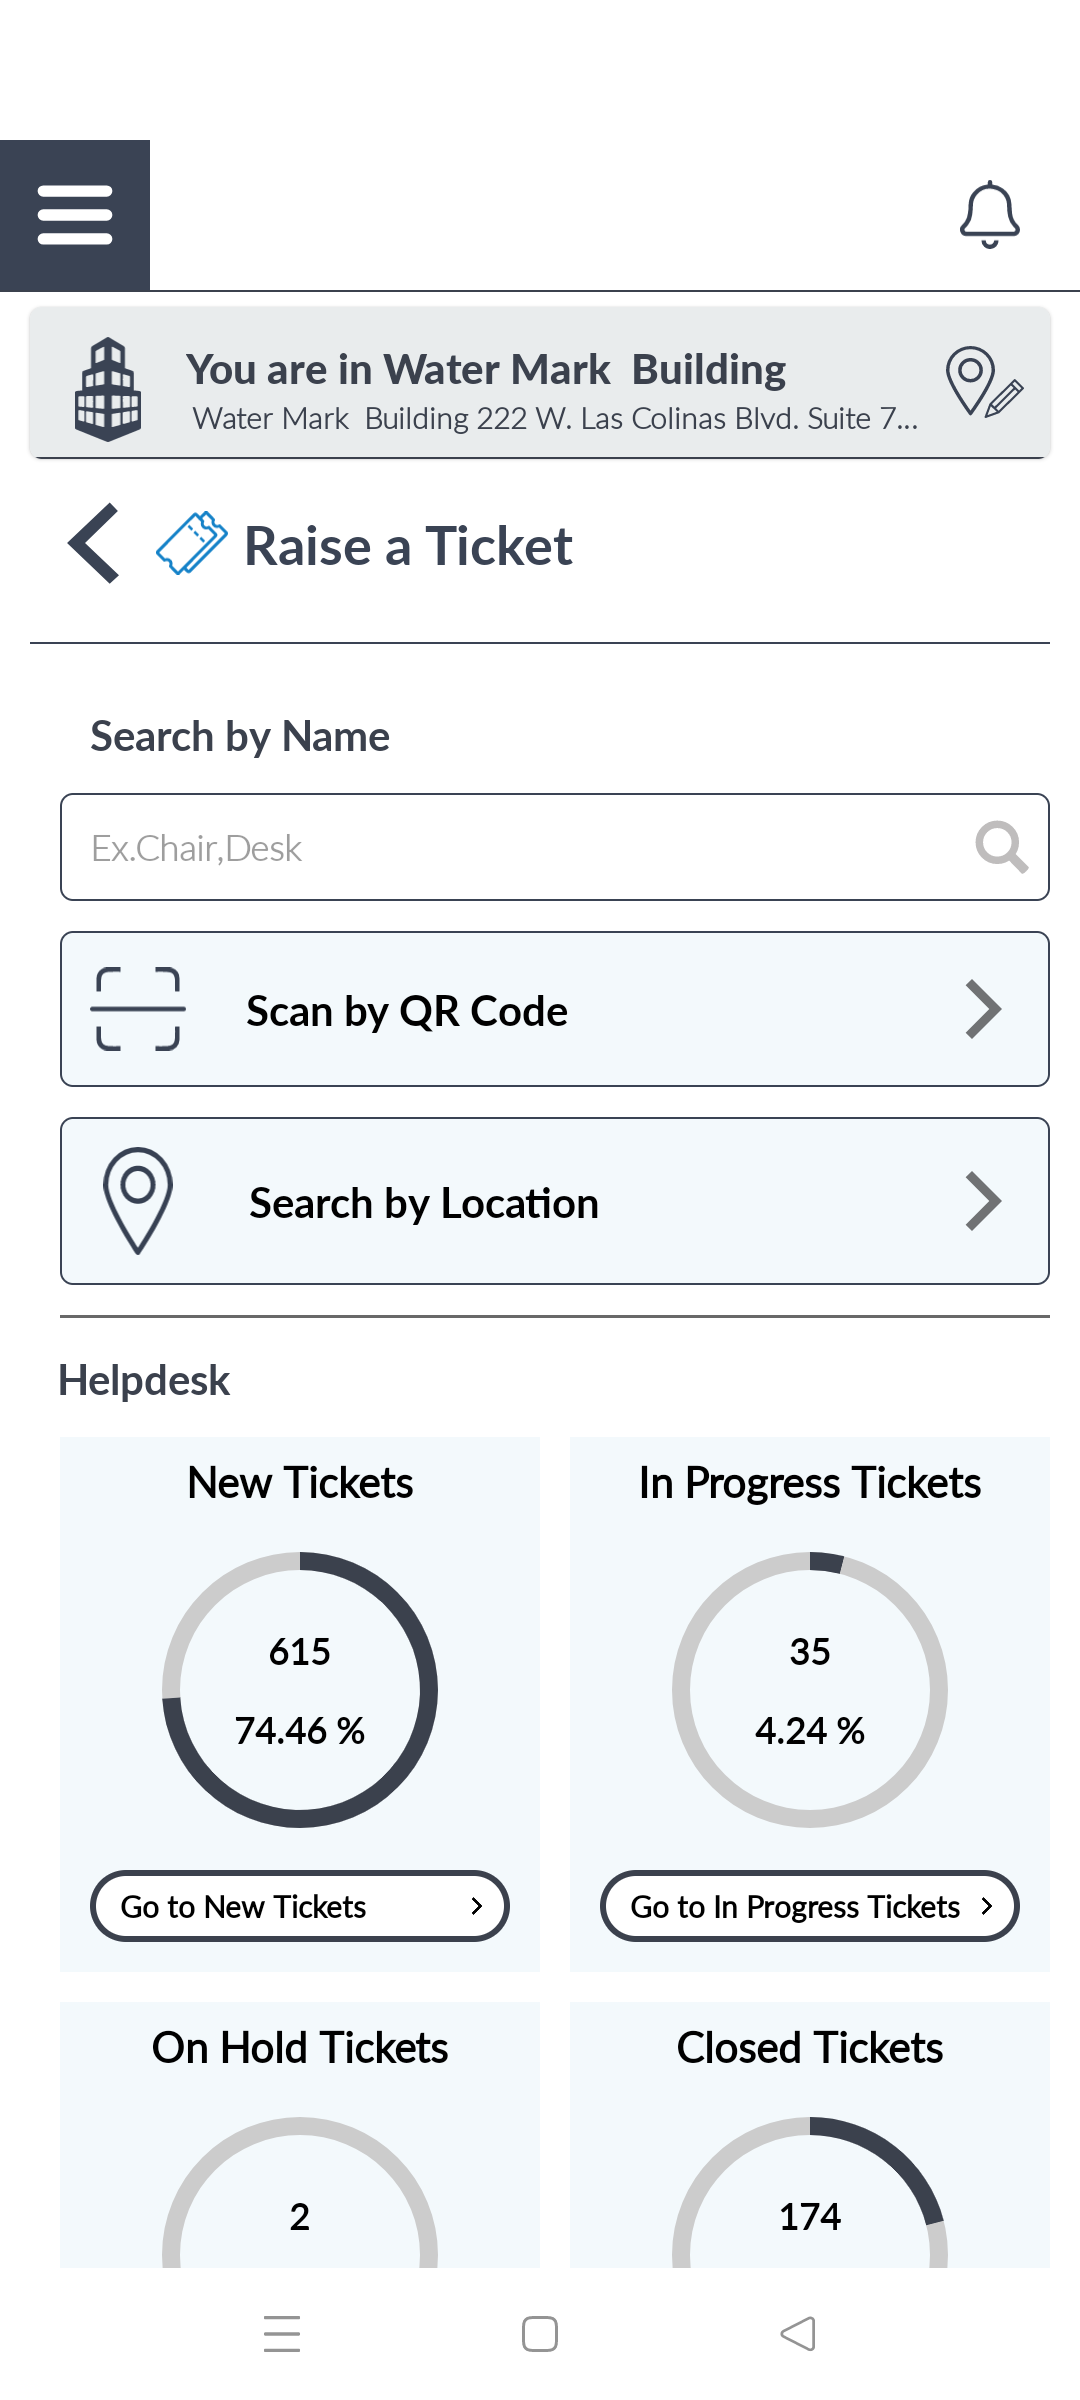 You are in Water Mark  Building
Water Mark  Building 222 W. Las Colinas Blvd. Suite 7...
Raise a Ticket
Search by Name
Ex.Chair,Desk
Scan by QR Code
Search by Location
Helpdesk
New Tickets
615
74.46 %
Go to New Tickets
In Progress Tickets
35
4.24 %
Go to In Progress Tickets
On Hold Tickets
2
Closed Tickets
174